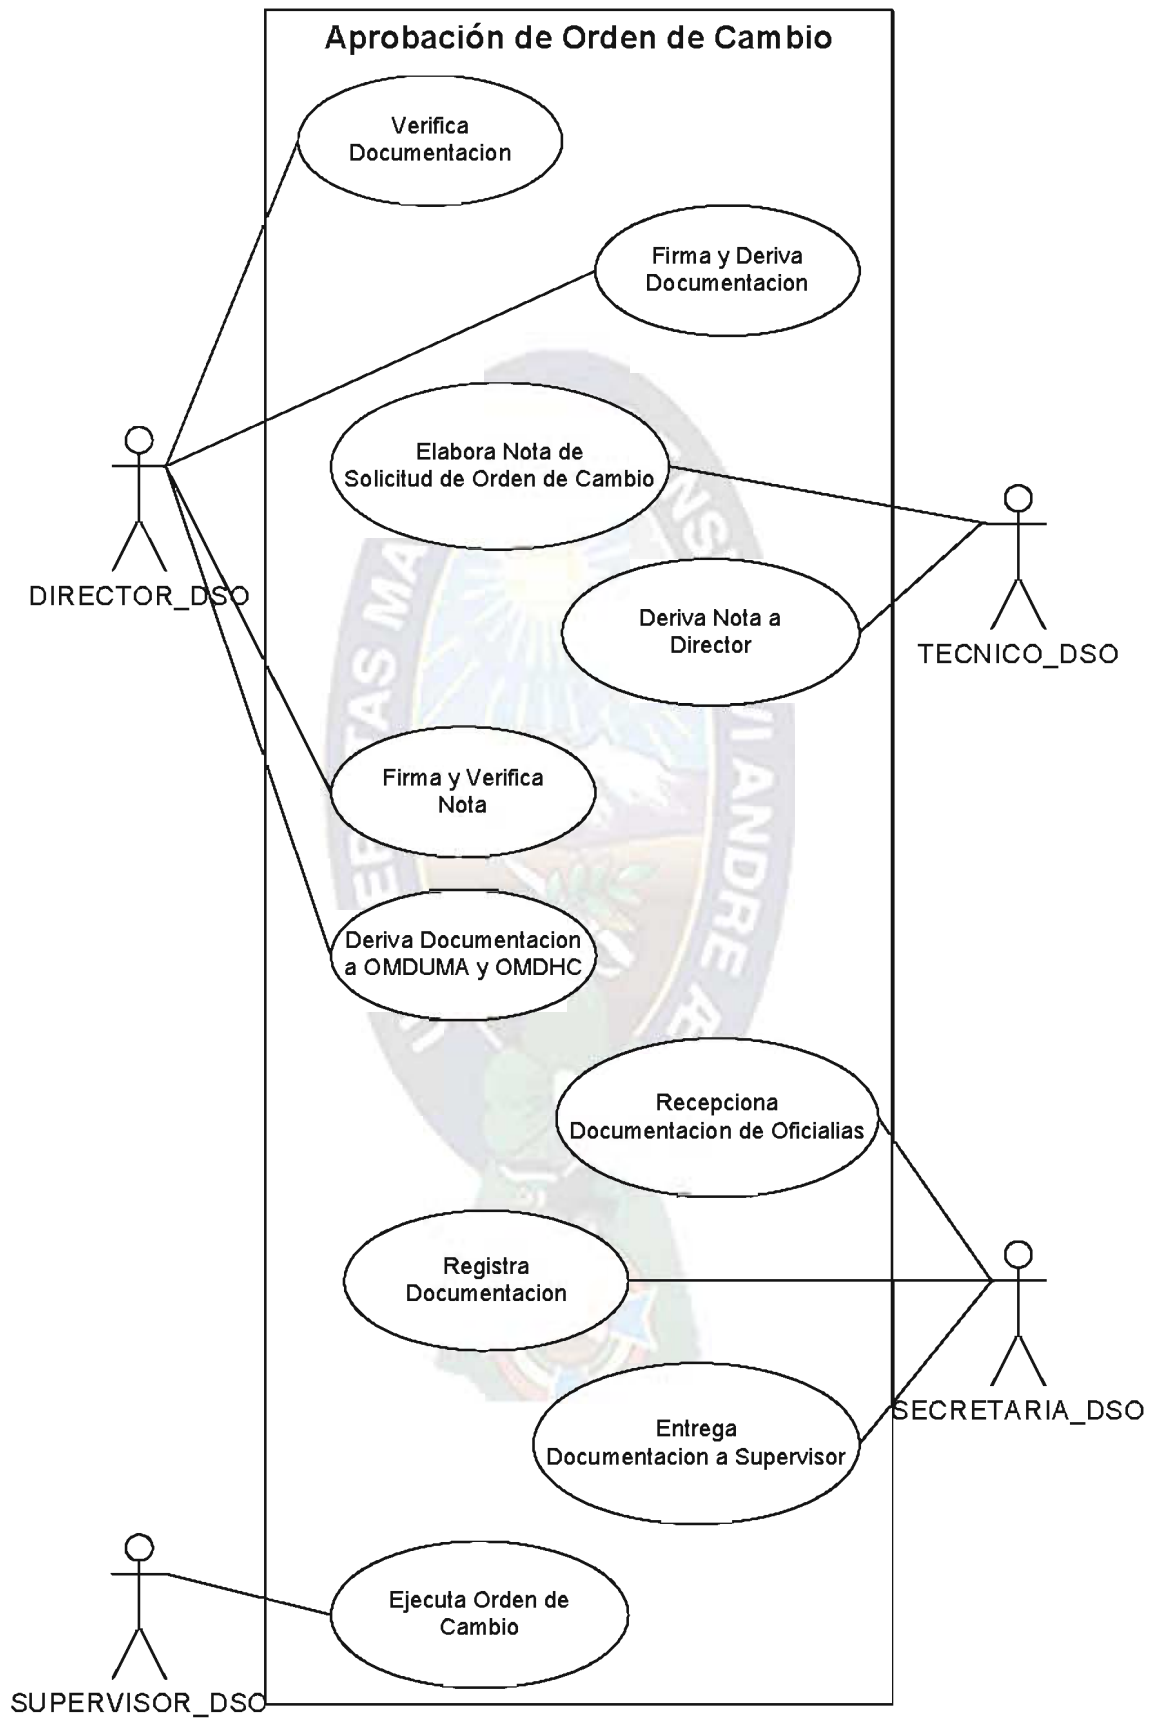 Aprobación de Orden de Cambio
Verifica
Documentacion
Firma y Deriva
Documentacion
Elabora Nota de
Solicitud de Orden de Cambio
DIRECTOR_DSO
Deriva Nota a
Director
TECNICO_DSO
Firma y Verifica
Nota
Deriva Documentacion
a OMDUMA y OMDHC
Recepciona
Documentacion de Oficialias
Registra
Documentacion
SECRETARIA_DSO
Entrega
Documentacion a Supervisor
Ejecuta Orden de
Cambio
SUPERVISOR_DSO